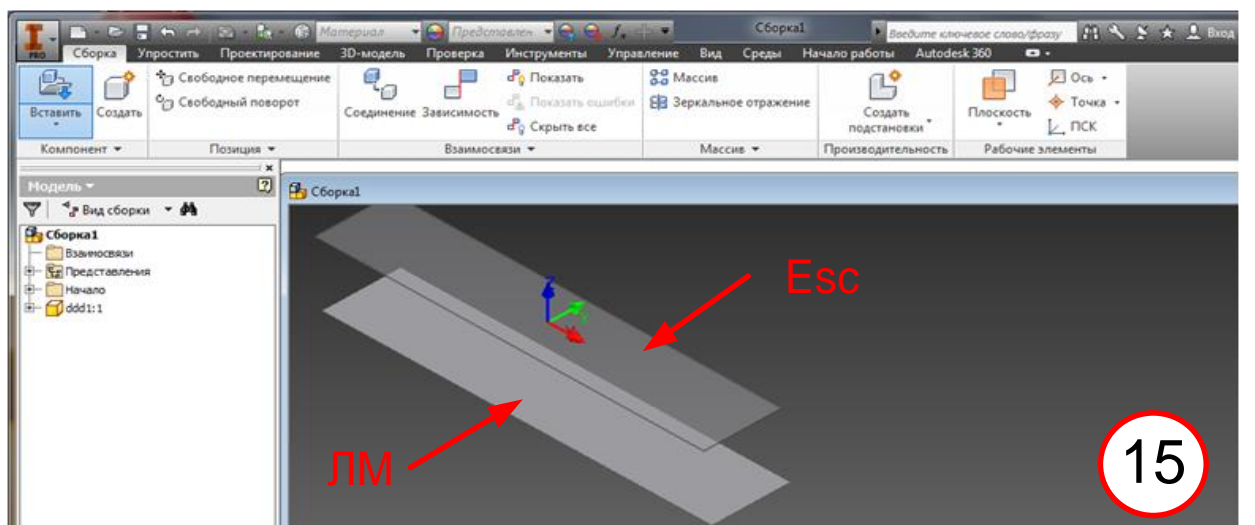 PRO
Материал
Представлен
Сборка1
Введите ключевое слово/фразу
Вход
Сборка Упростить Проектирование 3D-модель Проверка Инструменты Управление Вид Среды Начало работы Autodesk 360
Вставить
Создать
Свободное перемещение
Свободный поворот
Соединение
Зависимость
Показать
Показать ошибки
Скрыть все
Массив
Зеркальное отражение
Создать
подстановки
Плоскость
Ось
Точка
ПСК
Компонент Позиция Взаимосвязи Массив Производительность Рабочие элементы
Модель
Вид сборки
Сборка1
Взаимосвязи
Представления
Начало
ddd1:1
Сборка1
Z
Esc
ЛМ
15